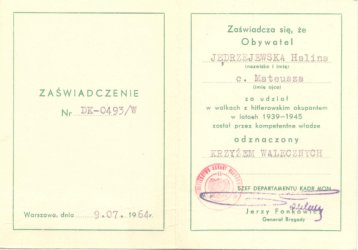 ZAŚWIADCZENIE
Nr DK-0493/W
Warszawa, dnia 9.07.1964r.
Zaświadcza się, że
Obywatel
JĘDRZEJEWSKA Halina
(nazwisko i imię)
c. Mateusza
(imię ojca)
za udział
w walkach z hitlerowskim okupantem
w latach 1939—1945
został przez kompetentne władze
odznaczony
KRZYŻEM WALECZNYCH
SZEF DEPARTAMENTU KADR MON
Jerzy Fonkowicz
Generał Brygady